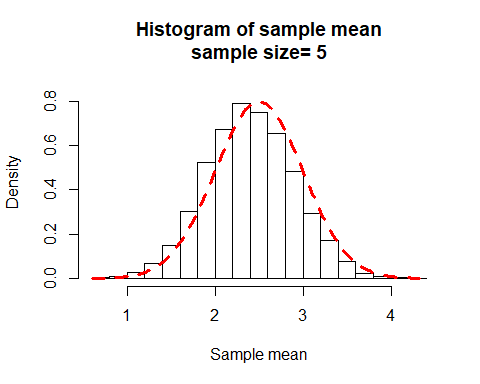 Histogram of sample mean
sample size= 5
Density
0.8
0.6
0.4
0.2
0.0
1 2 3 4
Sample mean